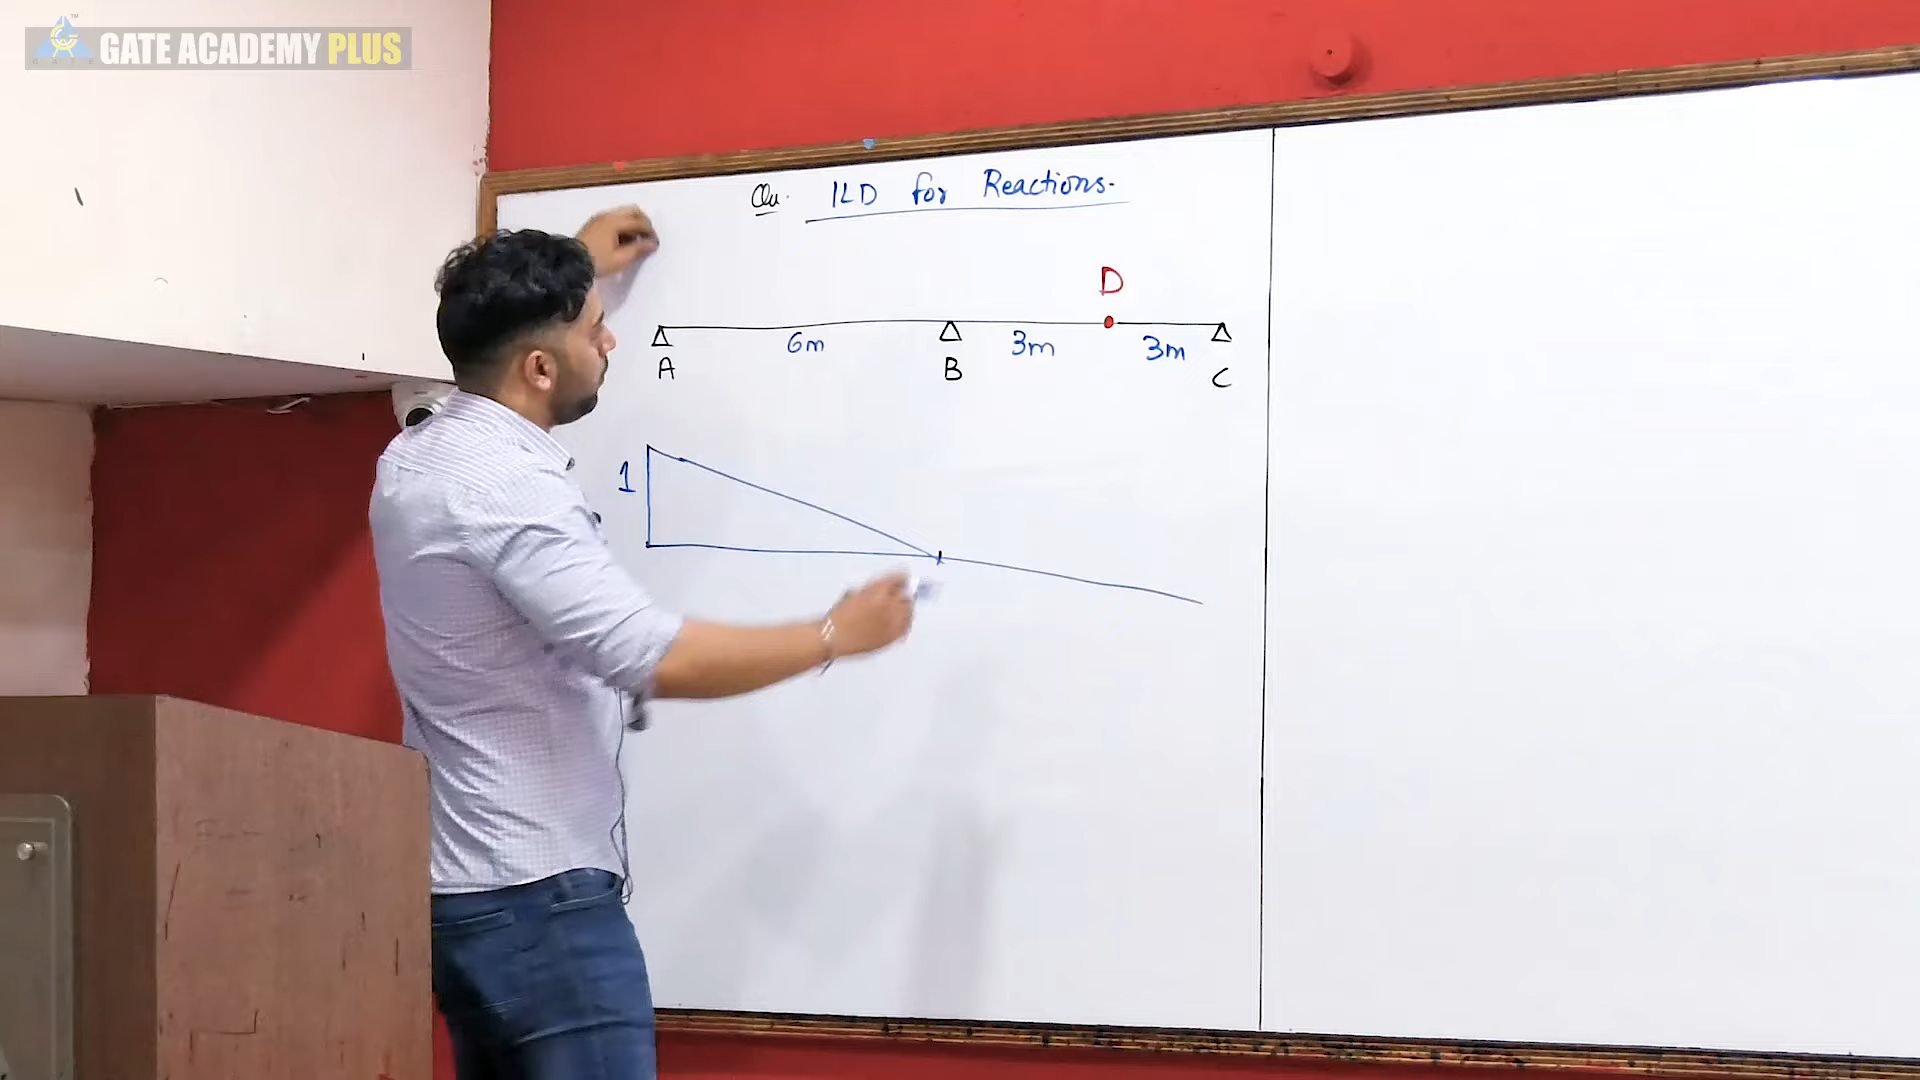 GATE ACADEMY PLUS
Qu. ILD for Reactions.
D
6m 3m 3m
A B C
1